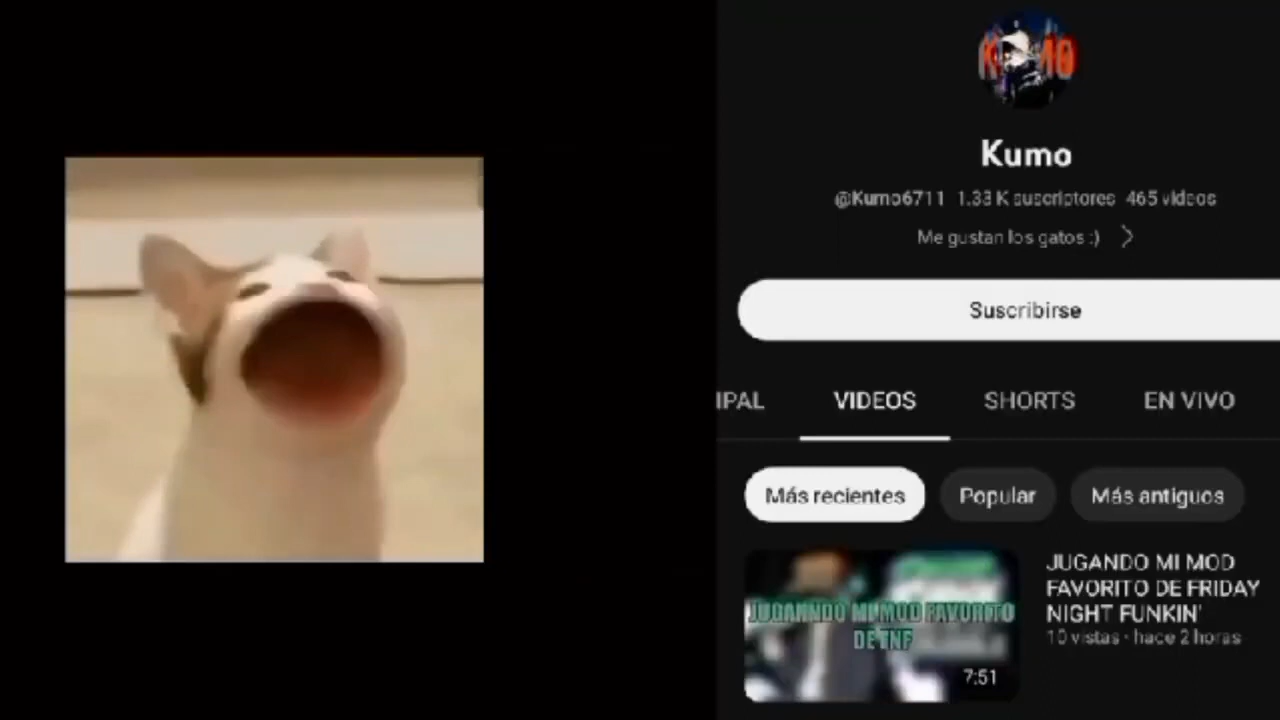 Kumo
@Kumo6711 1.33 K suscriptores 465 videos
Me gustan los gatos :)
Suscribirse
IPAL VIDEOS SHORTS EN VIVO
Más recientes Popular Más antiguos
JUGANDO MI MOD
FAVORITO DE FRIDAY
NIGHT FUNKIN'
10 vistas · hace 2 horas
JUGANNDO MI MOD FAVORITO
DE FNF
7:51